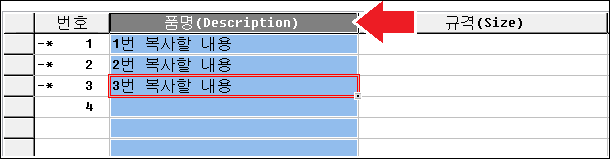 번호 품명(Description) 규격(Size)
-* 1 1번 복사할 내용
-* 2 2번 복사할 내용
-* 3 3번 복사할 내용
4